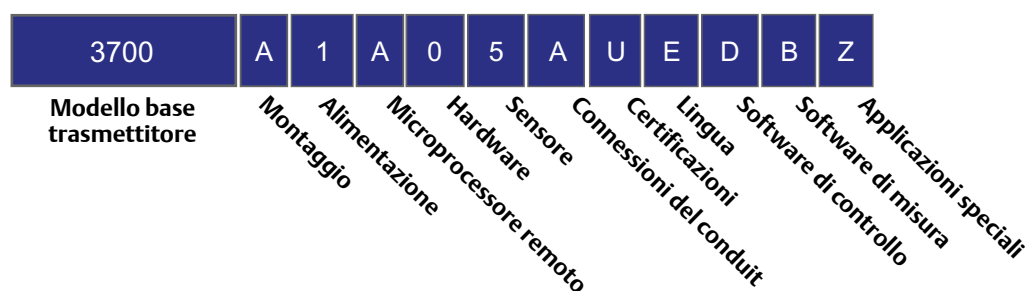 3700 A 1 A 0 5 A U E D B Z
Modello base
trasmettitore
Montaggio
Alimentazione
Microprocessore remoto
Hardware
Sensore
Connessioni del conduit
Certificazioni
Lingua
Software di controllo
Software di misura
Applicazioni speciali